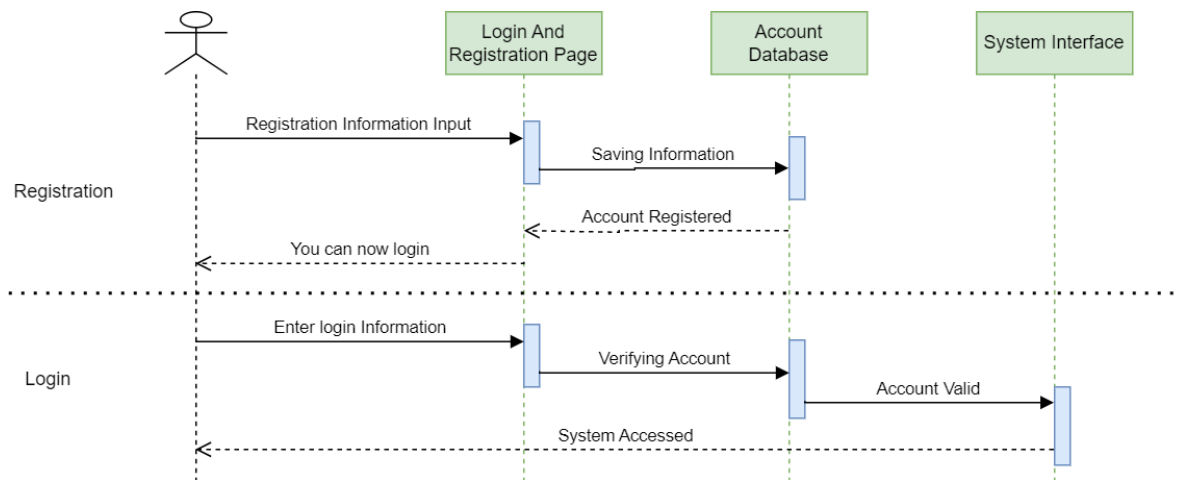 Login And
Registration Page
Account
Database
System Interface
Registration Information Input
Saving Information
Registration
Account Registered
You can now login
Enter login Information
Verifying Account
Login
Account Valid
System Accessed